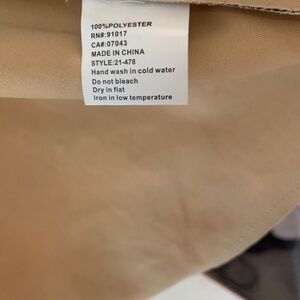 100%POLYESTER
RN#:91017
CA#:07043
MADE IN CHINA
STYLE:21-478
Hand wash in cold water
Do not bleach
Dry in flat
Iron in low temperature